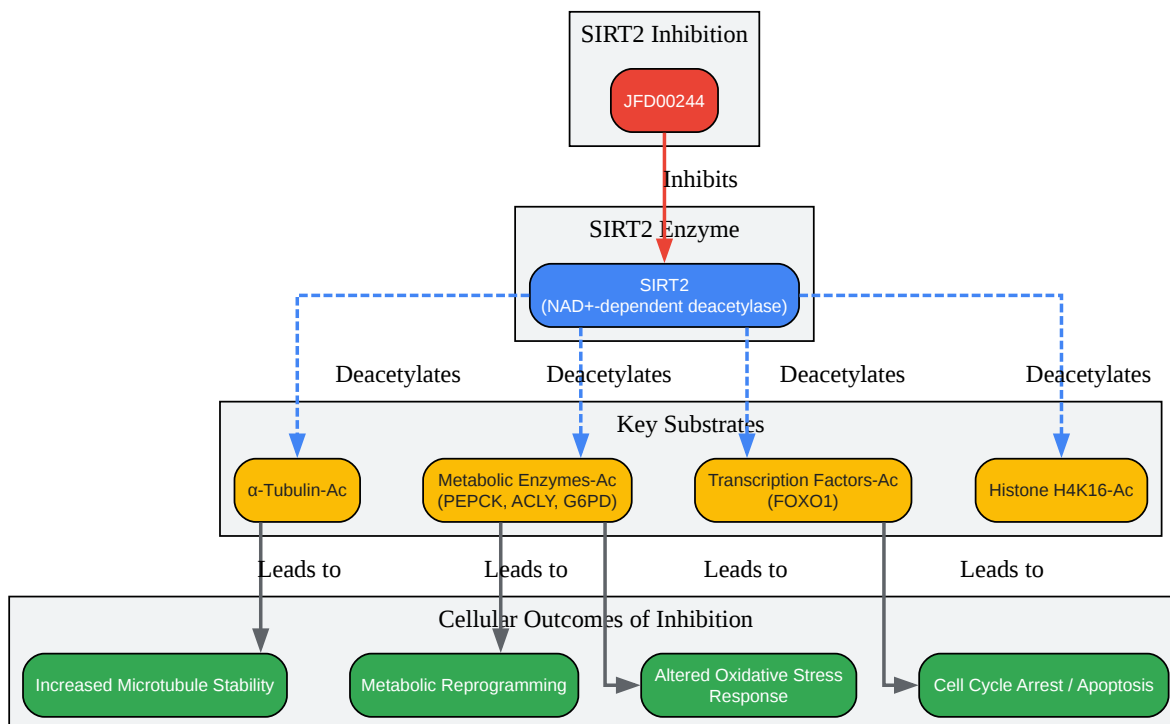 SIRT2 Inhibition
JFD00244
Inhibits
SIRT2 Enzyme
SIRT2
(NAD+-dependent deacetylase)
Deacetylates
Deacetylates
Deacetylates
Deacetylates
Key Substrates
α-Tubulin-Ac
Metabolic Enzymes-Ac
(PEPCK, ACLY, G6PD)
Transcription Factors-Ac
(FOXO1)
Histone H4K16-Ac
Leads to
Leads to
Leads to
Leads to
Cellular Outcomes of Inhibition
Increased Microtubule Stability
Metabolic Reprogramming
Altered Oxidative Stress
Response
Cell Cycle Arrest / Apoptosis